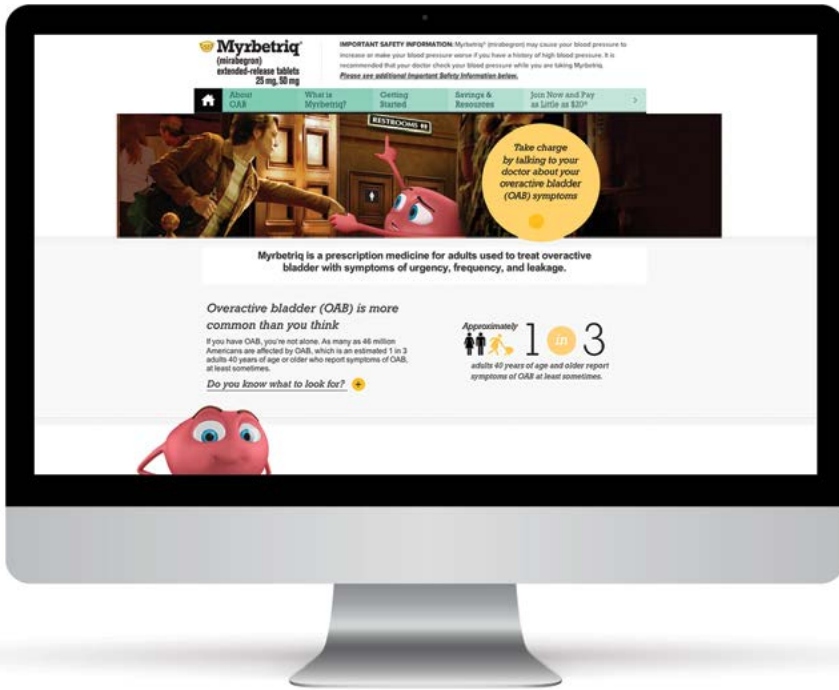 Myrbetriq®
(mirabegron)
extended-release tablets
25 mg, 50 mg
IMPORTANT SAFETY INFORMATION: Myrbetriq® (mirabegron) may cause your blood pressure to
increase or make your blood pressure worse if you have a history of high blood pressure. It is
recommended that your doctor check your blood pressure while you are taking Myrbetriq.
Please see additional Important Safety Information below.
About
OAB
What is
Myrbetriq?
Getting
Started
Savings &
Resources
Join Now and Pay
as Little as $20*
RESTROOMS
Take charge
by talking to your
doctor about your
overactive bladder
(OAB) symptoms
Myrbetriq is a prescription medicine for adults used to treat overactive
bladder with symptoms of urgency, frequency, and leakage.
Overactive bladder (OAB) is more
common than you think
If you have OAB, you're not alone. As many as 46 million
Americans are affected by OAB, which is an estimated 1 in 3
adults 40 years of age or older who report symptoms of OAB,
at least sometimes.
Do you know what to look for?
Approximately
1 in 3
adults 40 years of age and older report
symptoms of OAB at least sometimes.